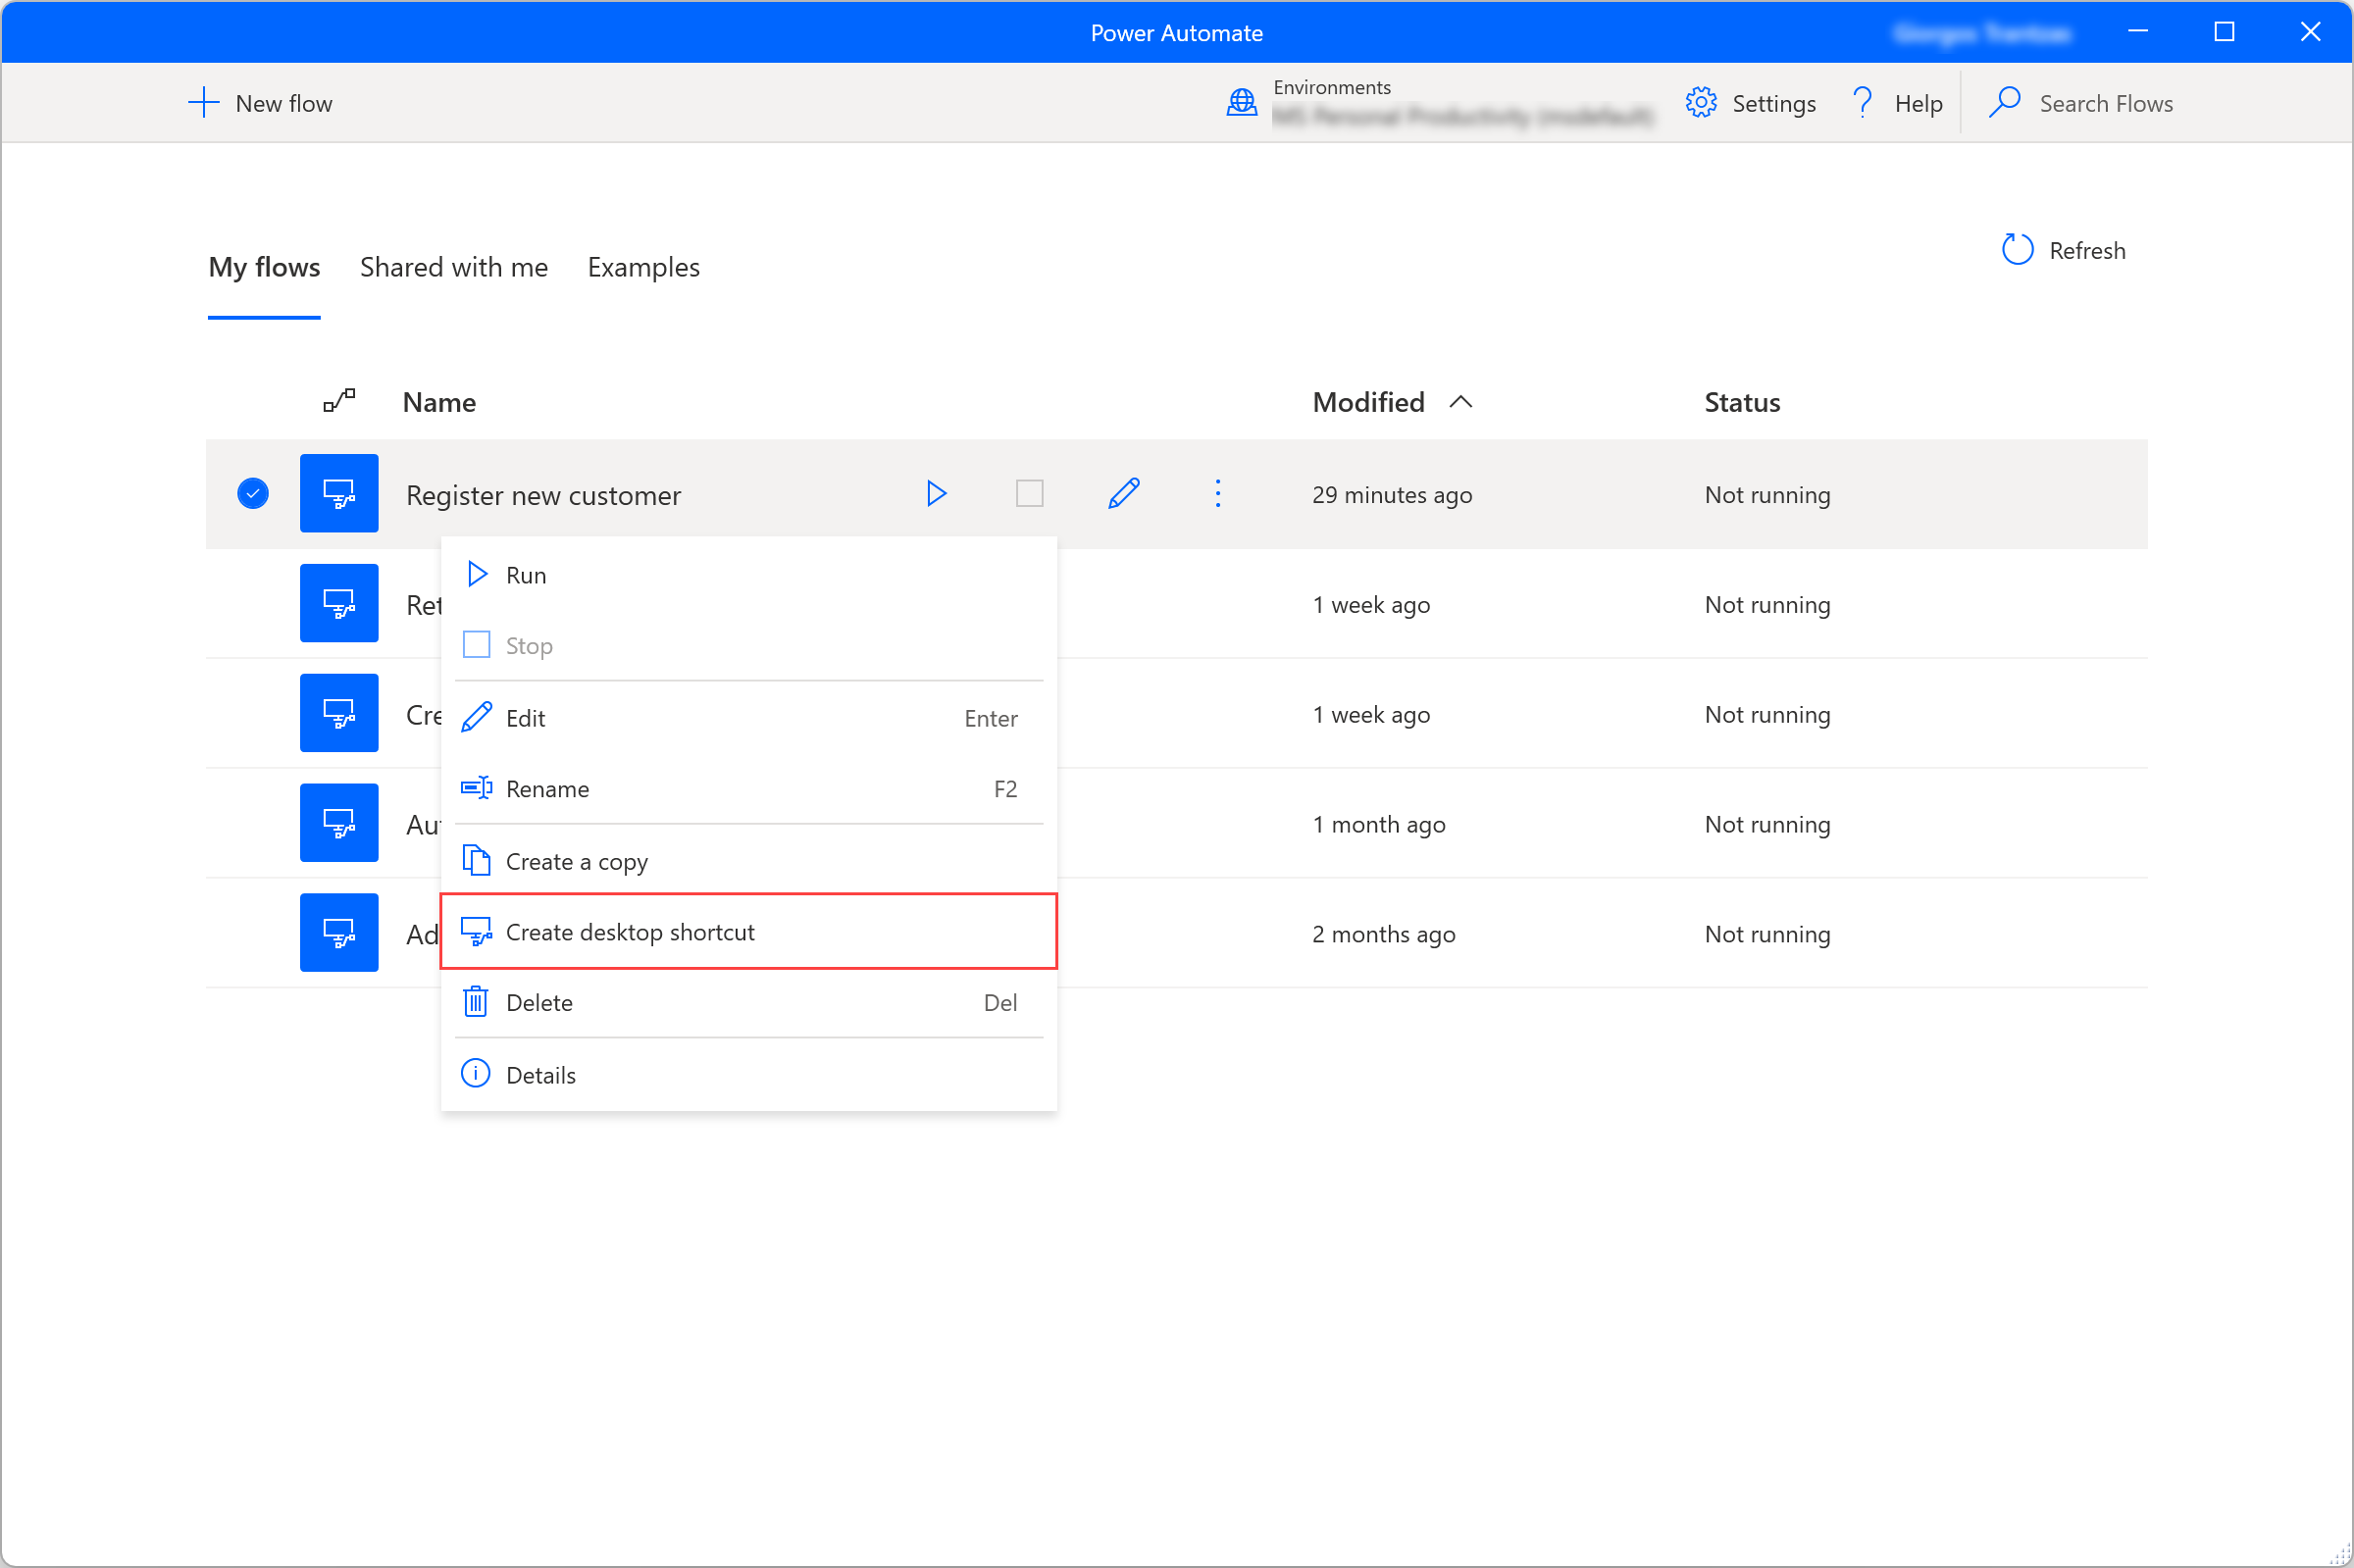 Power Automate
New flow
Environments
Settings
Help
Search Flows
My flows
Shared with me
Examples
Refresh
Name
Modified
Status
Register new customer
29 minutes ago
Not running
Run
Ret
1 week ago
Not running
Stop
Cre
1 week ago
Not running
Edit
Enter
Rename
F2
Au
1 month ago
Not running
Create a copy
Ad
2 months ago
Not running
Create desktop shortcut
Delete
Del
Details